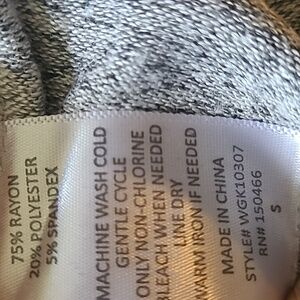 75% RAYON
20% POLYESTER
5% SPANDEX
MACHINE WASH COLD
GENTLE CYCLE
ONLY NON-CHLORINE
BLEACH WHEN NEEDED
LINE DRY
WARM IRON IF NEEDED
MADE IN CHINA
STYLE# WGK10307
RN# 150466
S